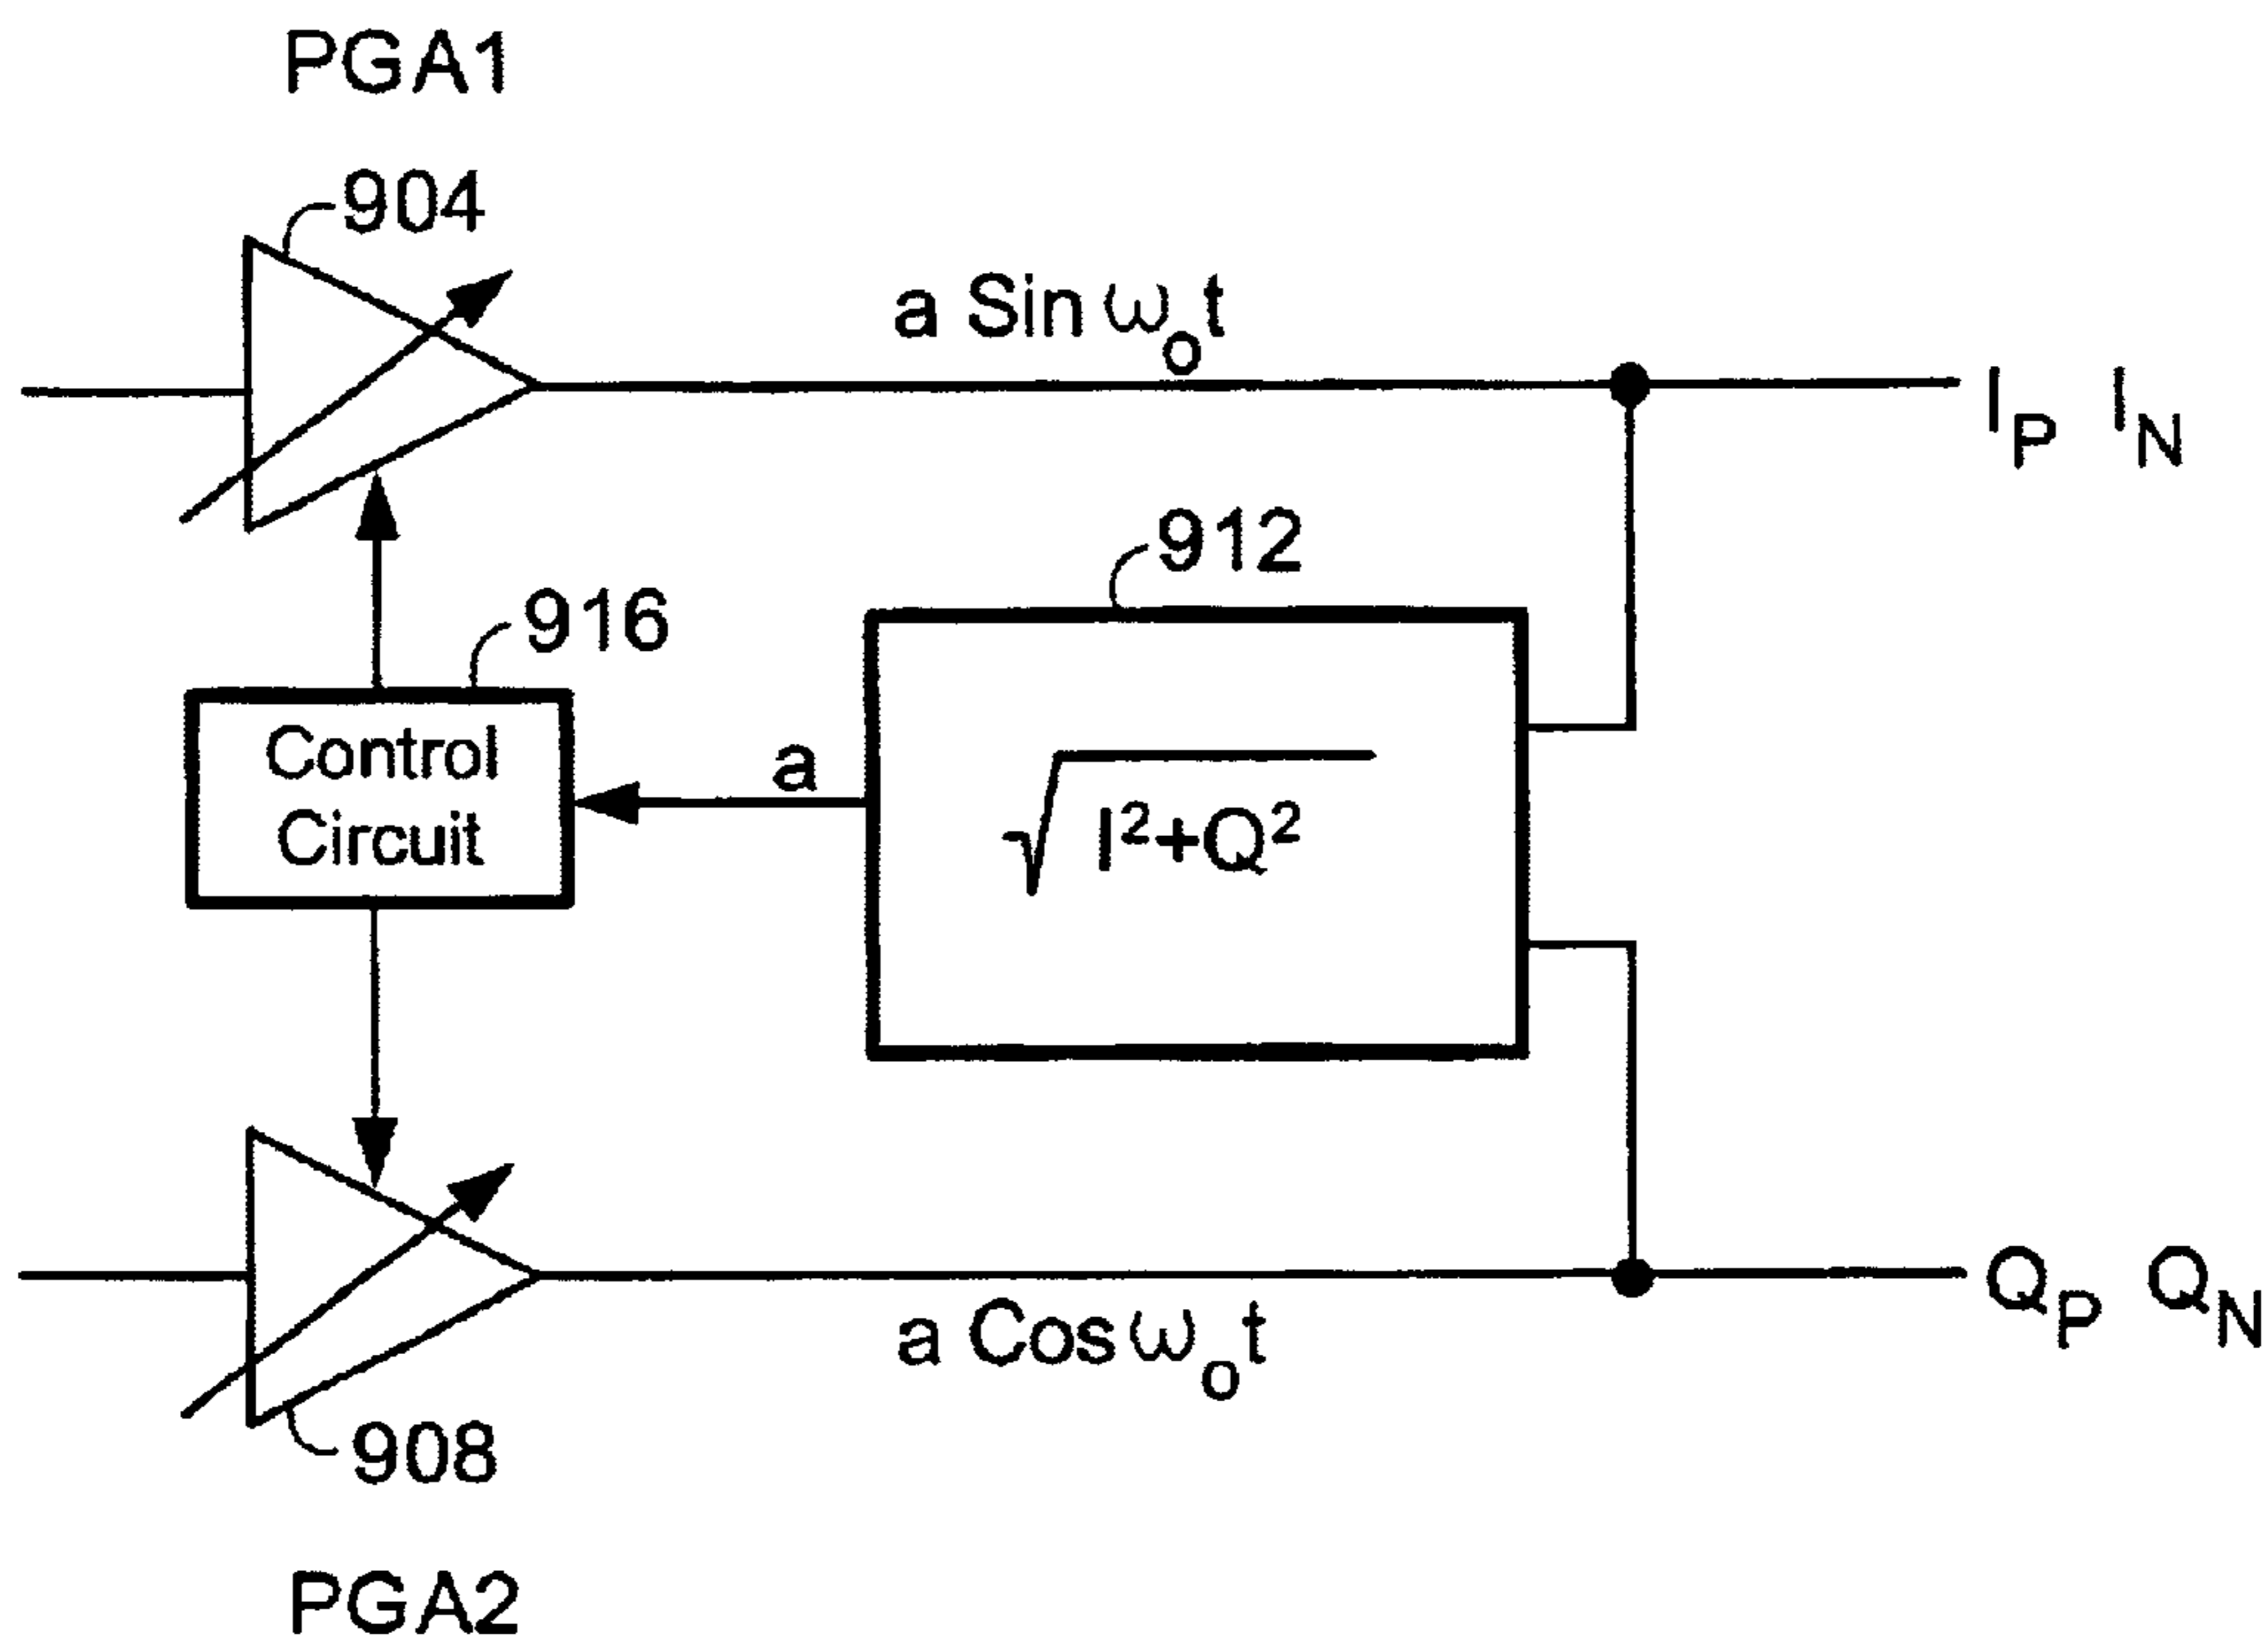 PGA1
904
a Sin ω₀t
I_P I_N
912
916
Control
Circuit
a
√I²+Q²
a Cos ω₀t
Q_P Q_N
908
PGA2